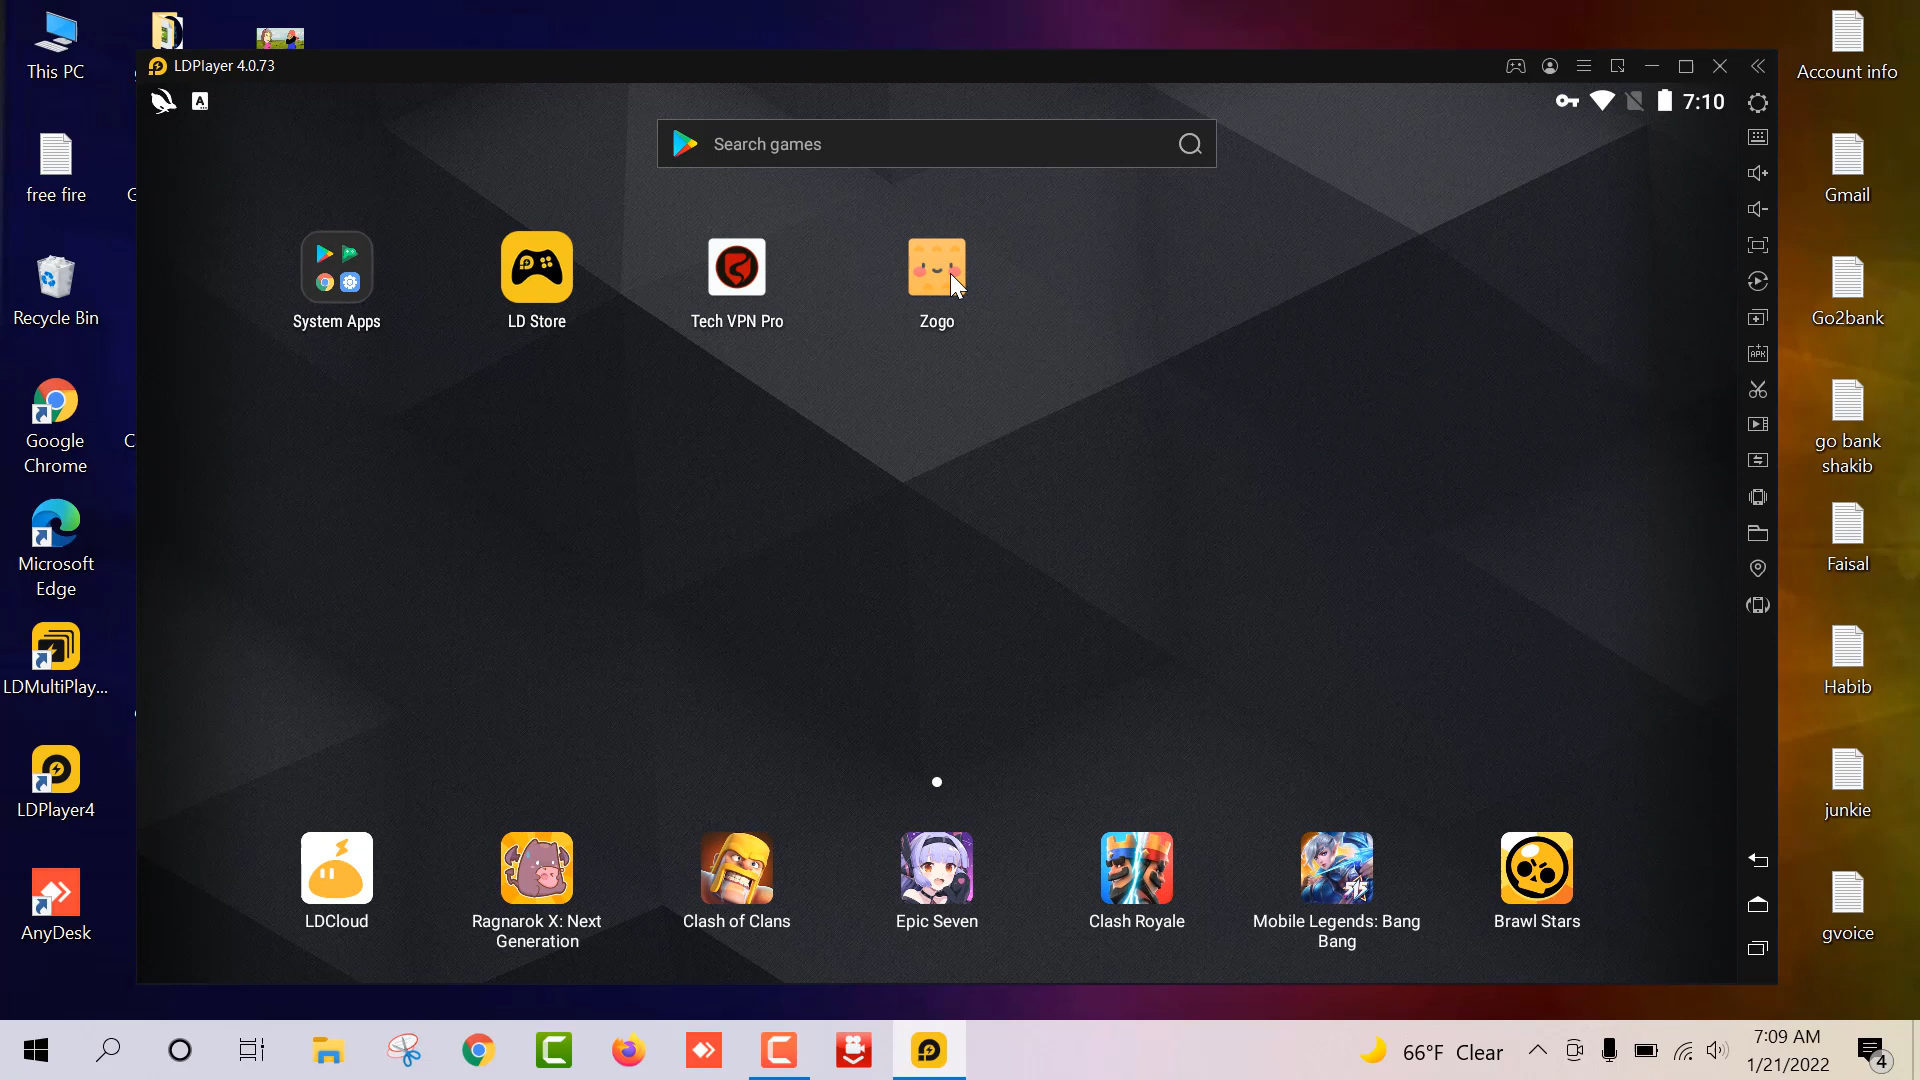 This PC
free fire
Recycle Bin
Google
Chrome
Microsoft
Edge
LDMultiPlay...
LDPlayer4
AnyDesk
LDPlayer 4.0.73
7:10
Search games
System Apps
LD Store
Tech VPN Pro
Zogo
APK
LDCloud
Ragnarok X: Next
Generation
Clash of Clans
Epic Seven
Clash Royale
515
Mobile Legends: Bang
Bang
Brawl Stars
Account info
Gmail
Go2bank
go bank
shakib
Faisal
Habib
junkie
gvoice
66°F Clear
7:09 AM
1/21/2022
4